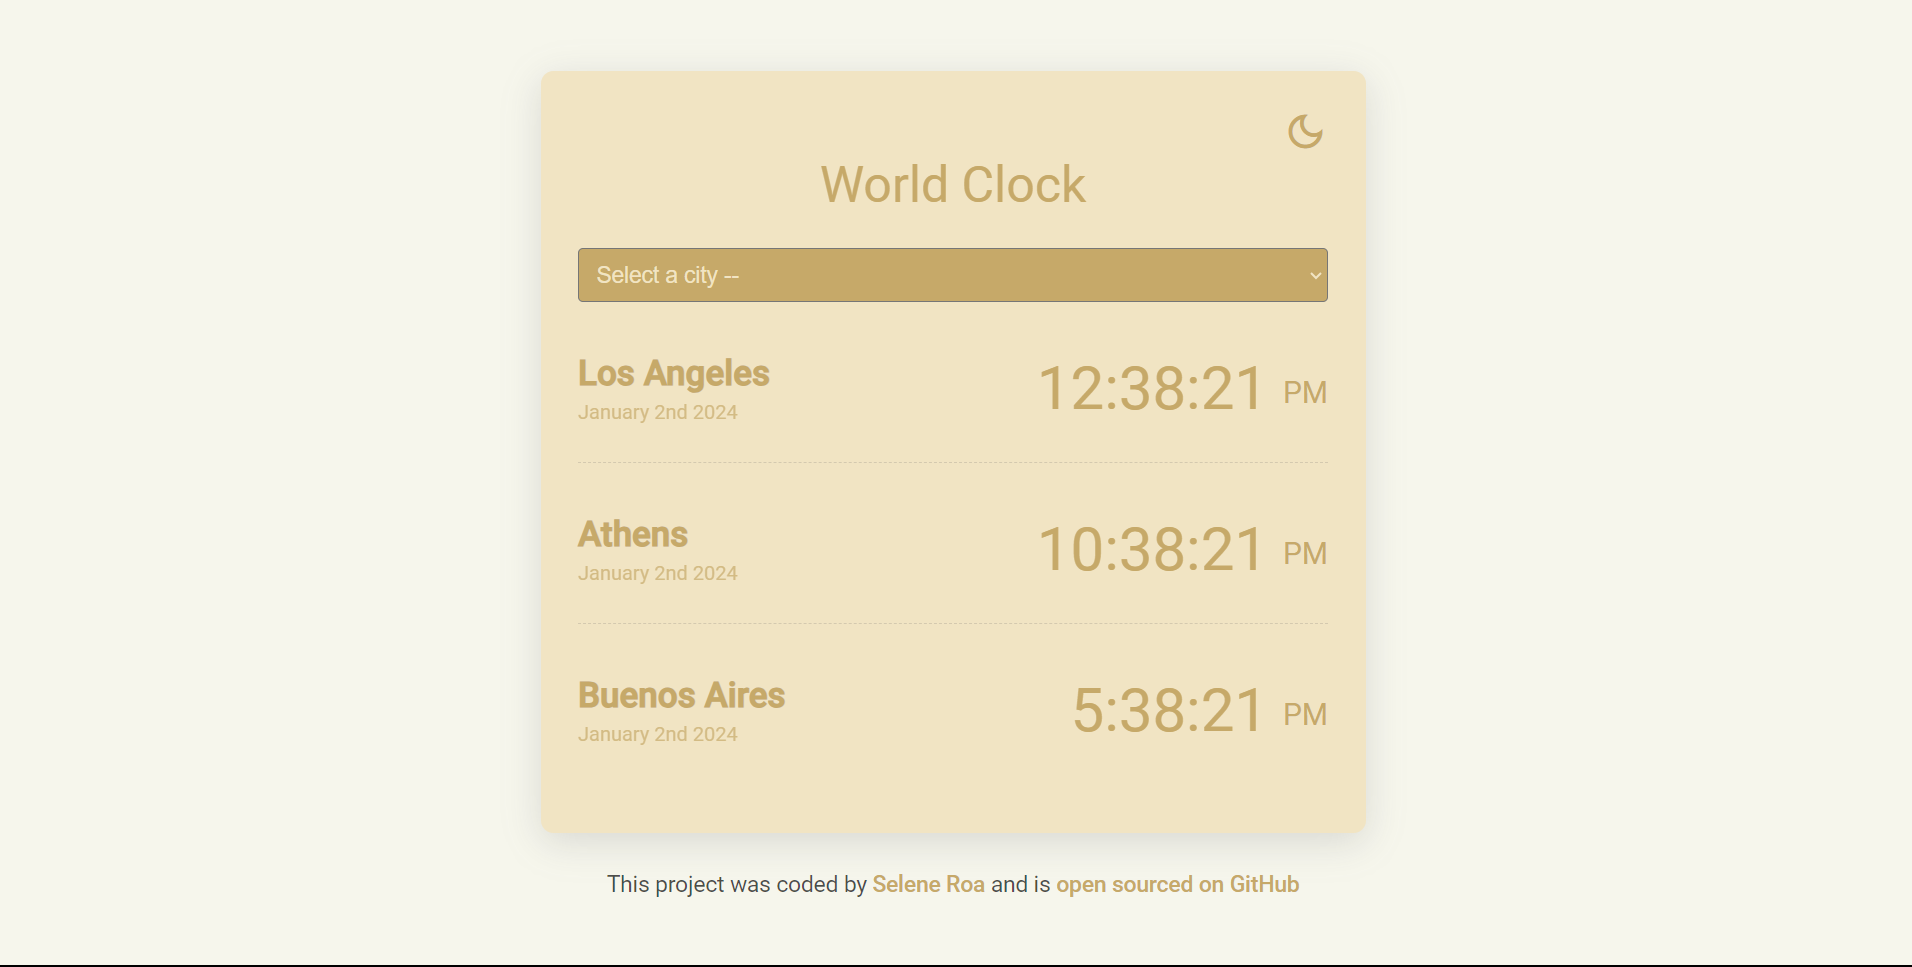 World Clock
Select a city --
Los Angeles
January 2nd 2024
12:38:21 PM
Athens
January 2nd 2024
10:38:21 PM
Buenos Aires
January 2nd 2024
5:38:21 PM
This project was coded by Selene Roa and is open sourced on GitHub